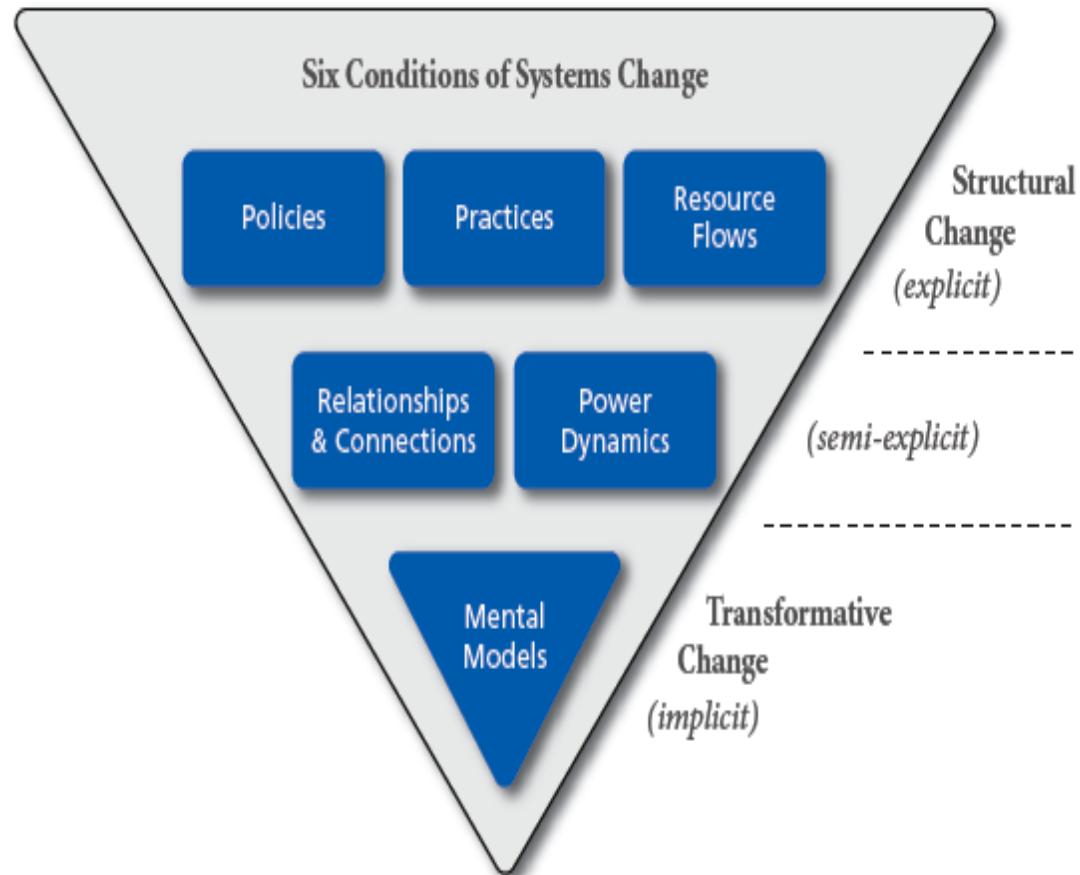 Six Conditions of Systems Change
Policies
Practices
Resource
Flows
Structural
Change
(explicit)
Relationships
& Connections
Power
Dynamics
(semi-explicit)
Mental
Models
Transformative
Change
(implicit)